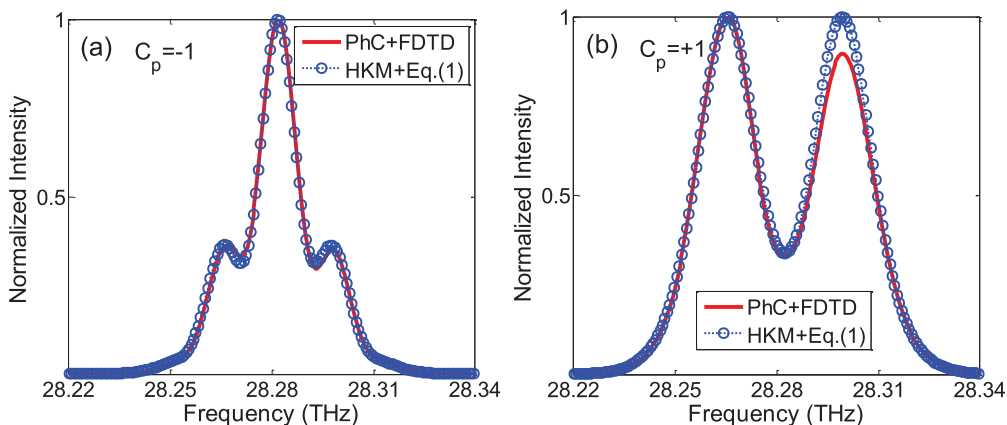 (a) C_p=-1
PhC+FDTD
HKM+Eq.(1)
1
0.5
Normalized Intensity
28.22 28.25 28.28 28.31 28.34
Frequency (THz)
(b) C_p=+1
PhC+FDTD
HKM+Eq.(1)
1
0.5
Normalized Intensity
28.22 28.25 28.28 28.31 28.34
Frequency (THz)